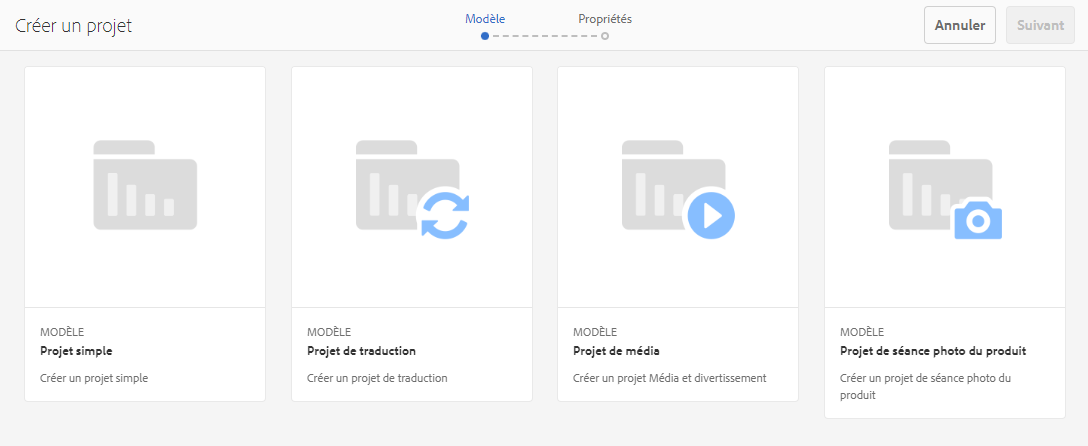 Créer un projet
Modèle
Propriétés
Annuler
Suivant
MODÈLE
Projet simple
Créer un projet simple
MODÈLE
Projet de traduction
Créer un projet de traduction
MODÈLE
Projet de média
Créer un projet Média et divertissement
MODÈLE
Projet de séance photo du produit
Créer un projet de séance photo du
produit